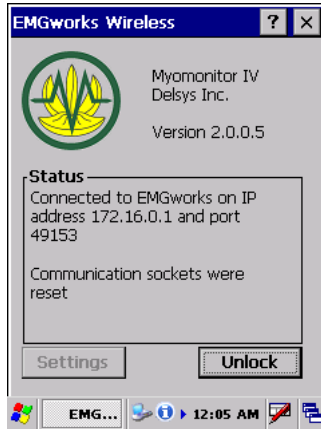 EMGworks Wireless ? ×
Myomonitor IV
Delsys Inc.
Version 2.0.0.5
Status
Connected to EMGworks on IP
address 172.16.0.1 and port
49153
Communication sockets were
reset
Settings Unlock
EMG... 12:05 AM